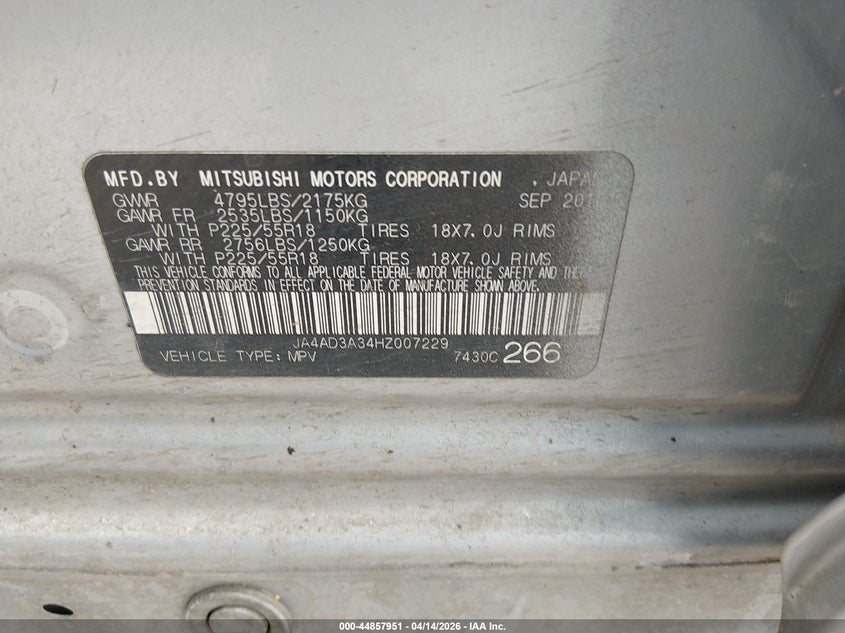 MFD.BY MITSUBISHI MOTORS CORPORATION . JAPAN
GVWR 4795LBS/2175KG SEP
GAWR FR 2535LBS/1150KG
WITH P225/55R18 TIRES 18X7.0J RIMS
GAWR RR 2756LBS/1250KG
WITH P225/55R18 TIRES 18X7.0J RIMS
THIS VEHICLE CONFORMS TO ALL APPLICABLE FEDERAL MOTOR VEHICLE SAFETY AND THEFT
PREVENTION STANDARDS IN EFFECT ON THE DATE OF MANUFACTURE SHOWN ABOVE.
JA4AD3A34HZ007229
VEHICLE TYPE: MPV 7430C 266
000-44857951 | 04/14/2026 | IAA Inc.